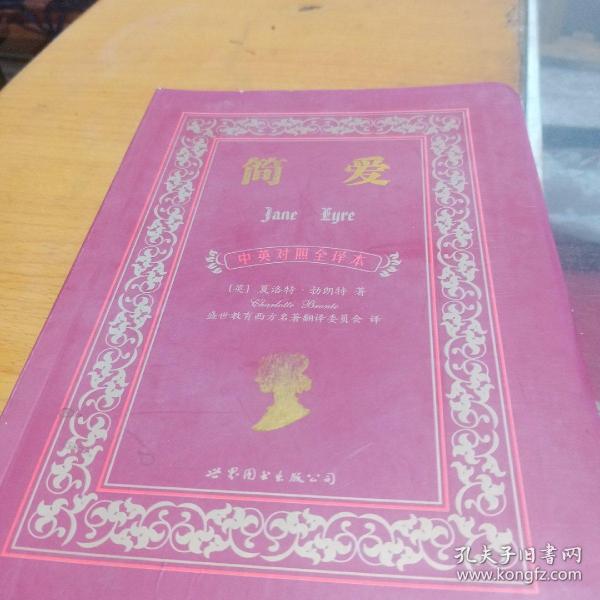 简 爱
Jane Eyre
中英对照全译本
〔英〕夏洛特·勃朗特 著
Charlotte Bronte
盛世教育西方名著翻译委员会 译
世界图书出版公司
孔夫子旧书网
www.kongfz.com